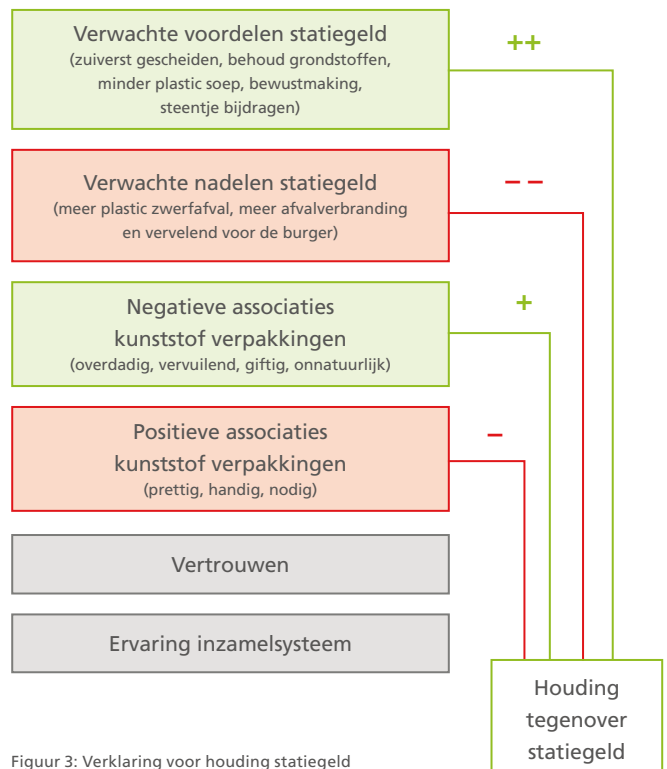 Verwachte voordelen statiegeld
(zuiverst gescheiden, behoud grondstoffen,
minder plastic soep, bewustmaking,
steentje bijdragen)
++
Verwachte nadelen statiegeld
(meer plastic zwerfafval, meer afvalverbranding
en vervelend voor de burger)
– –
Negatieve associaties
kunststof verpakkingen
(overdadig, vervuilend, giftig, onnatuurlijk)
+
Positieve associaties
kunststof verpakkingen
(prettig, handig, nodig)
–
Vertrouwen
Ervaring inzamelsysteem
Houding
tegenover
statiegeld
Figuur 3: Verklaring voor houding statiegeld